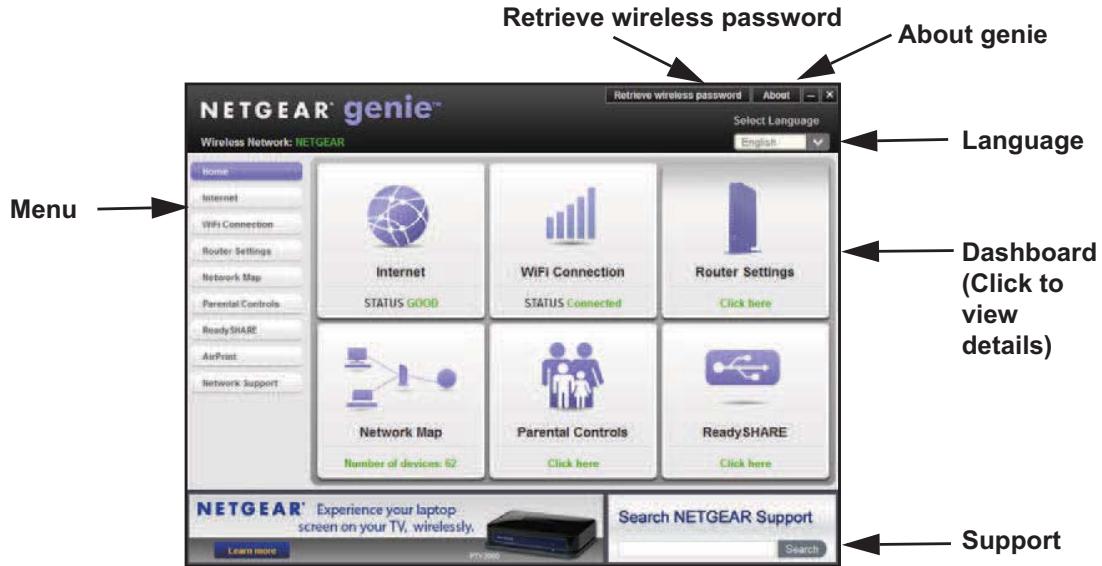 Retrieve wireless password
About genie
NETGEAR® genie™
Retrieve wireless password
About
Select Language
Wireless Network: NETGEAR
English
Language
Menu
Home
Internet
WiFi Connection
Router Settings
Network Map
Parental Controls
ReadySHARE
AirPrint
Network Support
Internet
STATUS GOOD
WiFi Connection
STATUS Connected
Router Settings
Click here
Dashboard
(Click to
view
details)
Network Map
Number of devices: 62
Parental Controls
Click here
ReadySHARE
Click here
NETGEAR® Experience your laptop
screen on your TV, wirelessly.
Learn more
PTV2000
Search NETGEAR Support
Search
Support